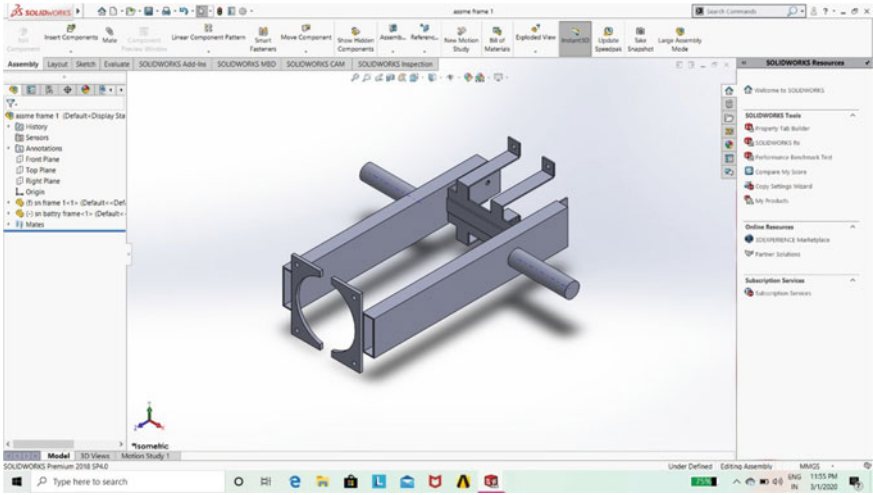 SOLIDWORKS
assme frame 1
Search Commands
Insert Components
Mate
Component Preview Window
Linear Component Pattern
Smart Fasteners
Move Component
Show Hidden Components
Assemb...
Referenc...
New Motion Study
Bill of Materials
Exploded View
Instant3D
Update Speedpak
Take Snapshot
Large Assembly Mode
Assembly
Layout
Sketch
Evaluate
SOLIDWORKS Add-Ins
SOLIDWORKS MBD
SOLIDWORKS CAM
SOLIDWORKS Inspection
assme frame 1 (Default<Display Sta
History
Sensors
Annotations
Front Plane
Top Plane
Right Plane
Origin
(f) sn frame 1<1> (Default<<Def
(-) sn battry frame<1> (Default<
Mates
*Isometric
SOLIDWORKS Resources
Welcome to SOLIDWORKS
SOLIDWORKS Tools
Property Tab Builder
SOLIDWORKS Rx
Performance Benchmark Test
Compare My Score
Copy Settings Wizard
My Products
Online Resources
3DEXPERIENCE Marketplace
Partner Solutions
Subscription Services
Subscription Services
Model
3D Views
Motion Study 1
SOLIDWORKS Premium 2018 SP4.0
Under Defined
Editing Assembly
MMGS
Type here to search
75%
ENG
IN
11:55 PM
3/1/2020